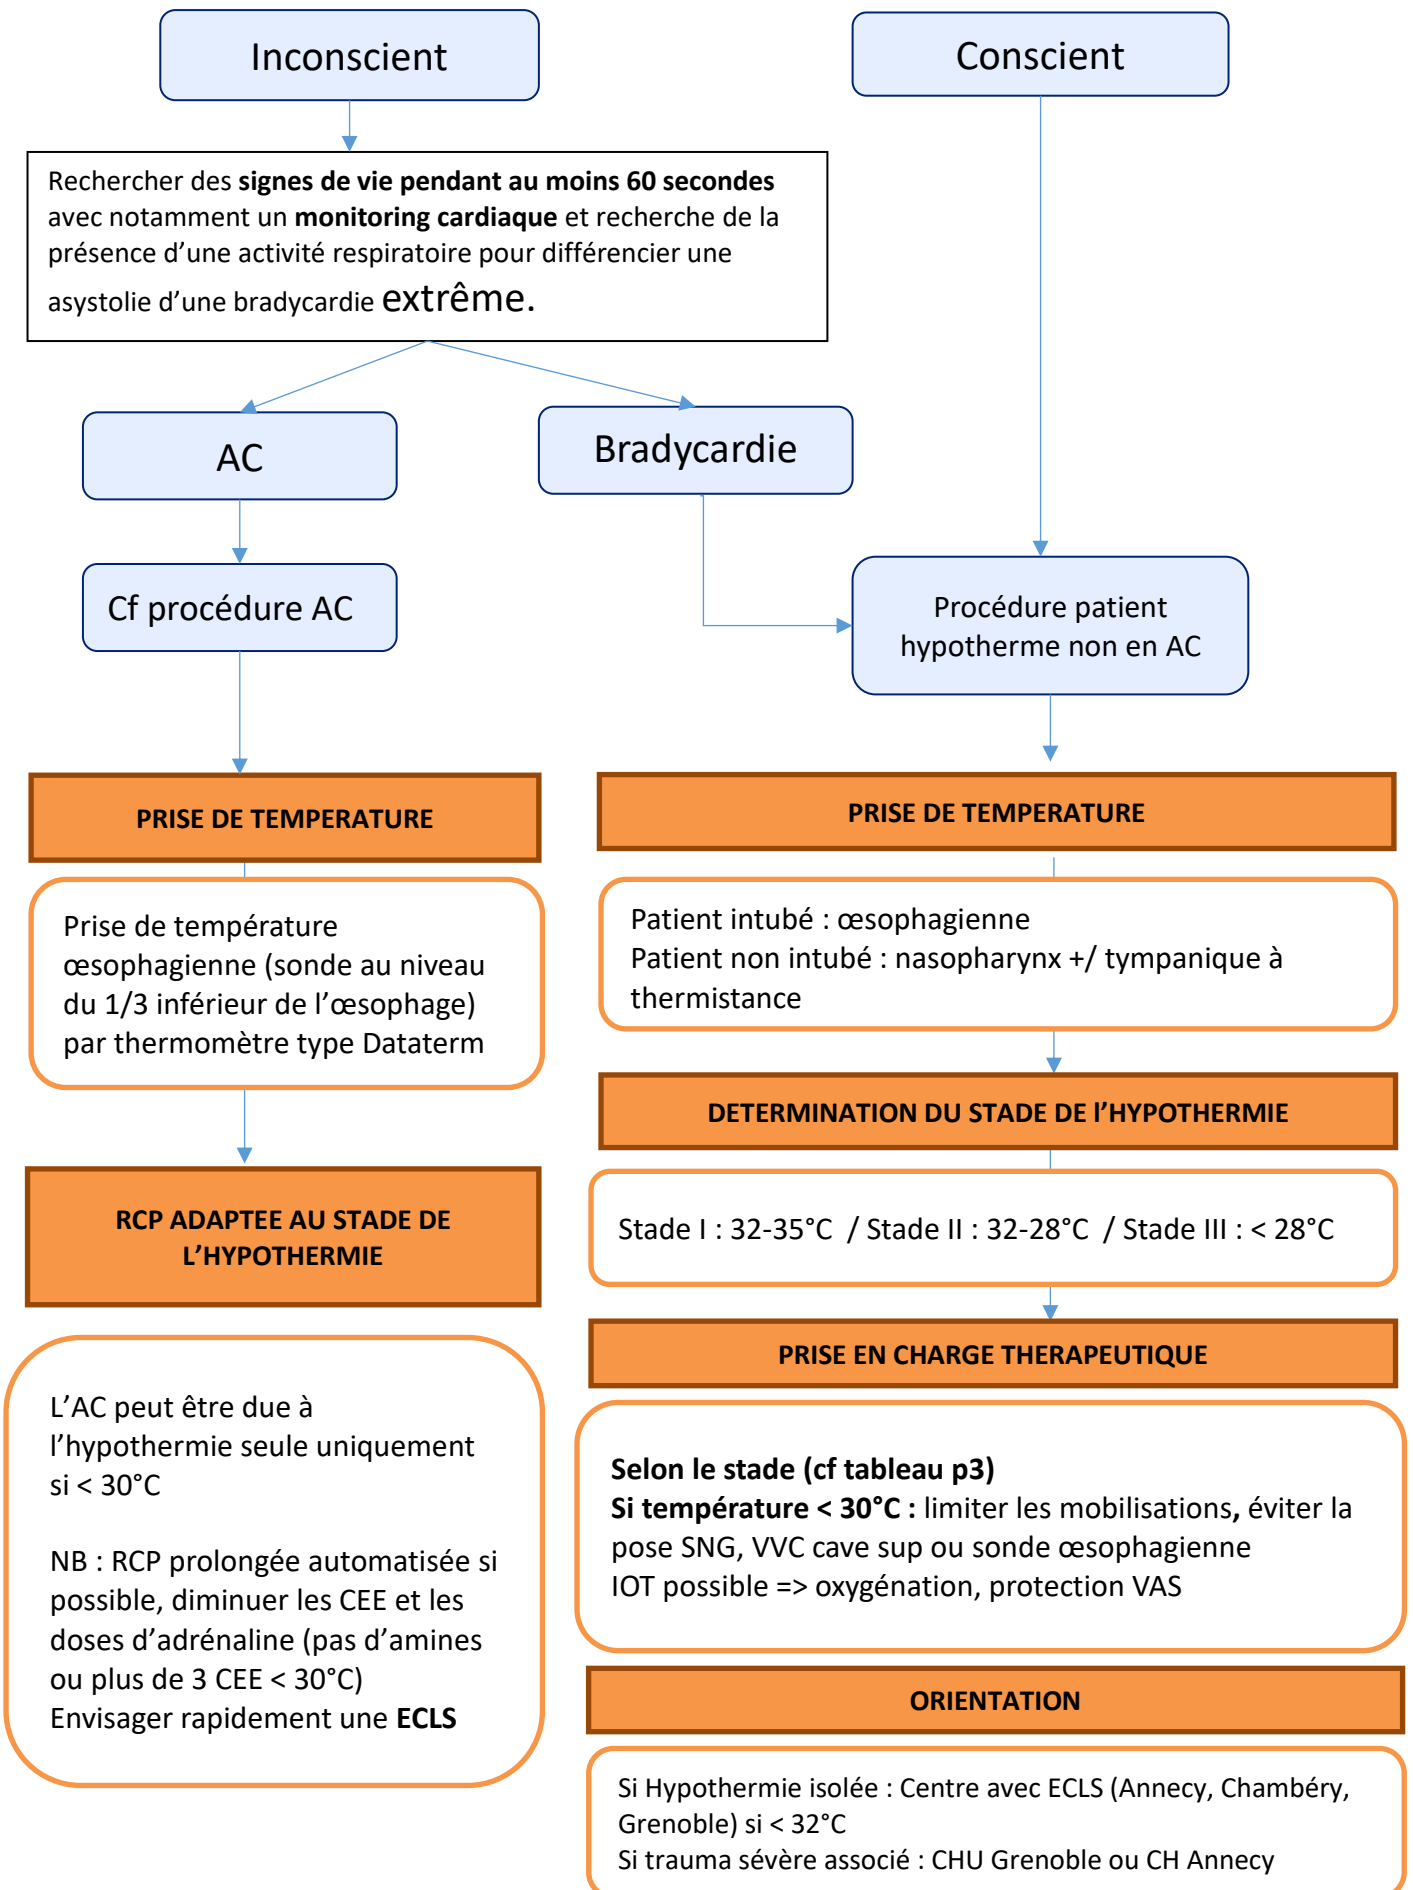 Inconscient
Conscient
Rechercher des signes de vie pendant au moins 60 secondes
avec notamment un monitoring cardiaque et recherche de la
présence d’une activité respiratoire pour différencier une
asystolie d’une bradycardie extrême.
AC
Bradycardie
Cf procédure AC
Procédure patient
hypotherme non en AC
PRISE DE TEMPERATURE
Prise de température
œsophagienne (sonde au niveau
du 1/3 inférieur de l’œsophage)
par thermomètre type Dataterm
RCP ADAPTEE AU STADE DE
L’HYPOTHERMIE
L’AC peut être due à
l’hypothermie seule uniquement
si < 30°C
NB : RCP prolongée automatisée si
possible, diminuer les CEE et les
doses d’adrénaline (pas d’amines
ou plus de 3 CEE < 30°C)
Envisager rapidement une ECLS
PRISE DE TEMPERATURE
Patient intubé : œsophagienne
Patient non intubé : nasopharynx +/ tympanique à
thermistance
DETERMINATION DU STADE DE l’HYPOTHERMIE
Stade I : 32-35°C / Stade II : 32-28°C / Stade III : < 28°C
PRISE EN CHARGE THERAPEUTIQUE
Selon le stade (cf tableau p3)
Si température < 30°C : limiter les mobilisations, éviter la
pose SNG, VVC cave sup ou sonde œsophagienne
IOT possible => oxygénation, protection VAS
ORIENTATION
Si Hypothermie isolée : Centre avec ECLS (Annecy, Chambéry,
Grenoble) si < 32°C
Si trauma sévère associé : CHU Grenoble ou CH Annecy